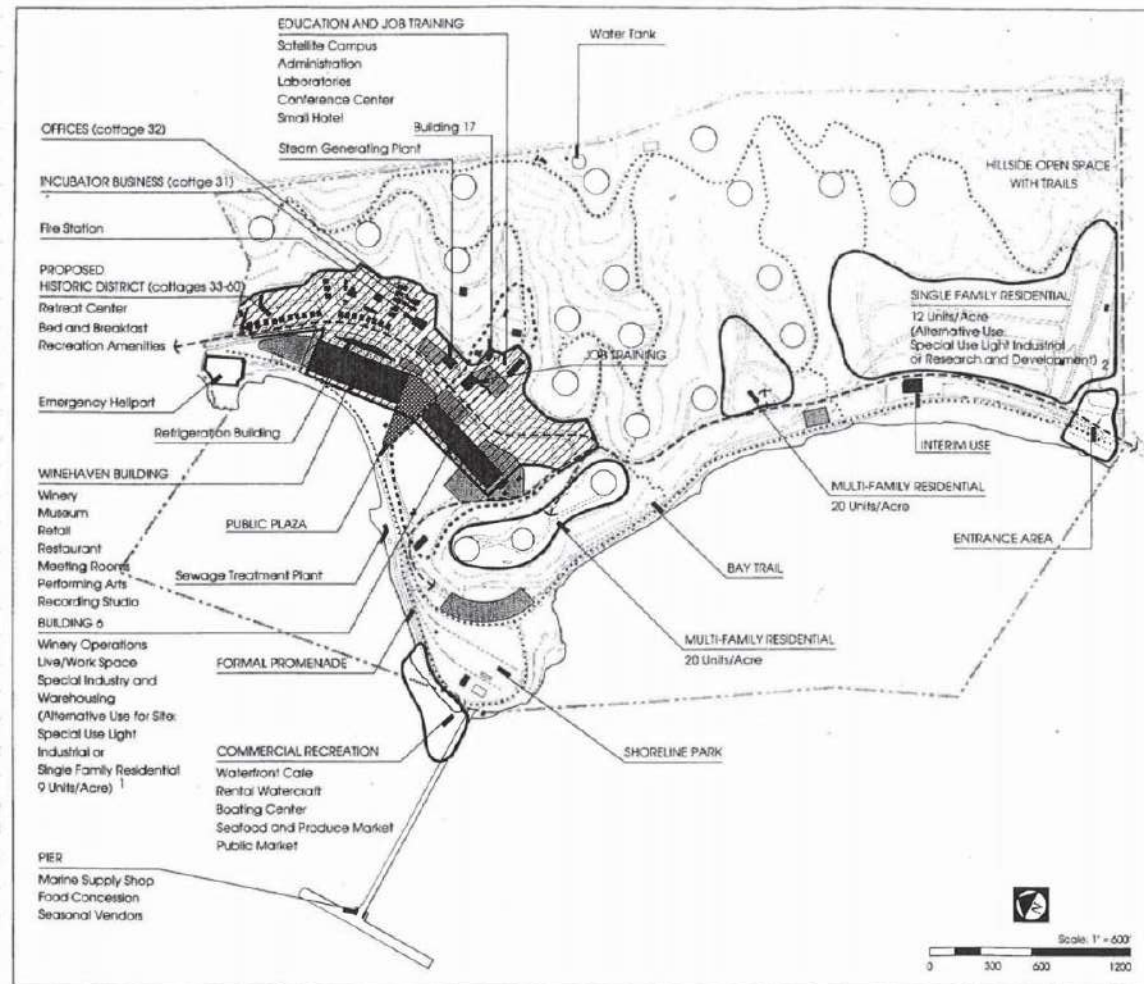 EDUCATION AND JOB TRAINING
Satellite Campus
Administration
Laboratories
Conference Center
Small Hotel
Building 17
Steam Generating Plant
Water Tank
OFFICES (cottage 32)
INCUBATOR BUSINESS (cottge 31)
Fire Station
PROPOSED
HISTORIC DISTRICT (cottages 33-60)
Retreat Center
Bed and Breakfast
Recreation Amenities
Emergency Heliport
Refrigeration Building
WINEHAVEN BUILDING
Winery
Museum
Retail
Restaurant
Meeting Rooms
Performing Arts
Recording Studio
PUBLIC PLAZA
Sewage Treatment Plant
BUILDING 6
Winery Operations
Live/Work Space
Special Industry and
Warehousing
(Alternative Use for Site:
Special Use Light
Industrial or
Single Family Residential
9 Units/Acre) 1
FORMAL PROMENADE
COMMERCIAL RECREATION
Waterfront Cafe
Rental Watercraft
Boating Center
Seafood and Produce Market
Public Market
PIER
Marine Supply Shop
Food Concession
Seasonal Vendors
JOB TRAINING
HILLSIDE OPEN SPACE
WITH TRAILS
SINGLE FAMILY RESIDENTIAL
12 Units/Acre
(Alternative Use:
Special Use Light Industrial
or Research and Development)
2
INTERIM USE
MULTI-FAMILY RESIDENTIAL
20 Units/Acre
ENTRANCE AREA
BAY TRAIL
MULTI-FAMILY RESIDENTIAL
20 Units/Acre
SHORELINE PARK
N
Scale: 1" = 600'
0 300 600 1200